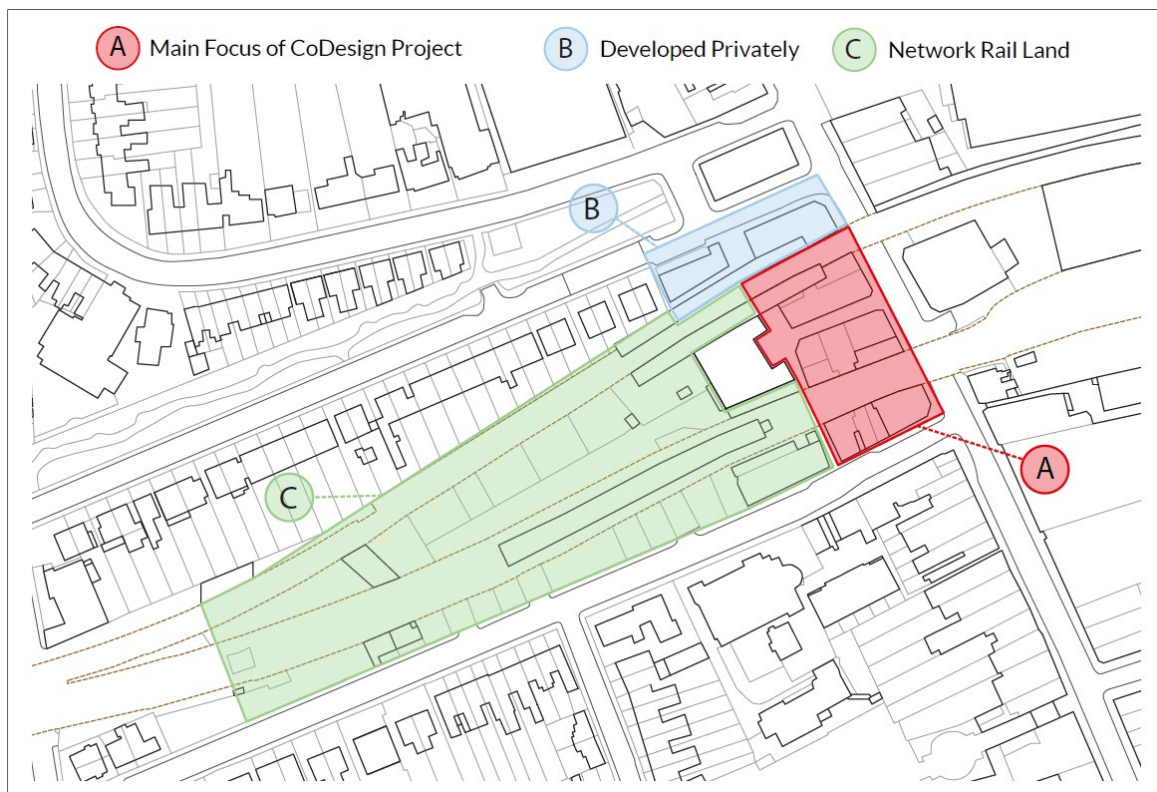 A Main Focus of CoDesign Project
B Developed Privately
C Network Rail Land
B
C
A